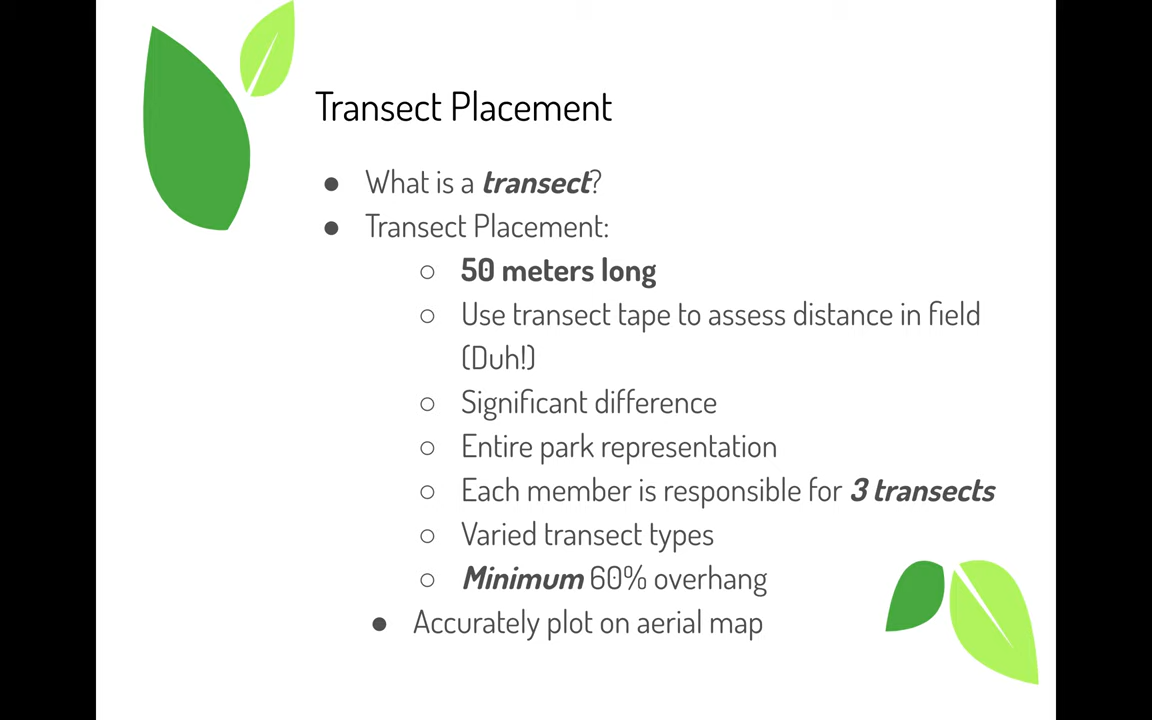 Transect Placement
● What is a transect?
● Transect Placement:
○ 50 meters long
○ Use transect tape to assess distance in field
(Duh!)
○ Significant difference
○ Entire park representation
○ Each member is responsible for 3 transects
○ Varied transect types
○ Minimum 60% overhang
● Accurately plot on aerial map